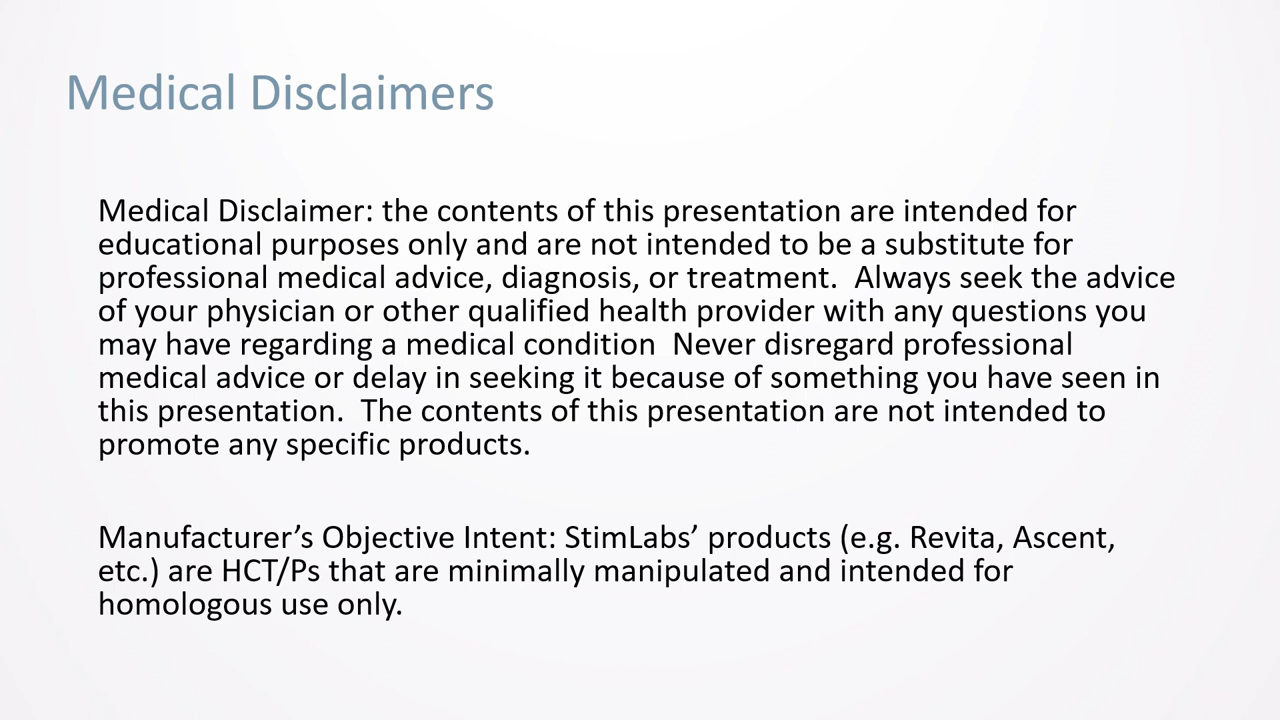 Medical Disclaimers
Medical Disclaimer: the contents of this presentation are intended for
educational purposes only and are not intended to be a substitute for
professional medical advice, diagnosis, or treatment.  Always seek the advice
of your physician or other qualified health provider with any questions you
may have regarding a medical condition  Never disregard professional
medical advice or delay in seeking it because of something you have seen in
this presentation.  The contents of this presentation are not intended to
promote any specific products.
Manufacturer’s Objective Intent: StimLabs’ products (e.g. Revita, Ascent,
etc.) are HCT/Ps that are minimally manipulated and intended for
homologous use only.